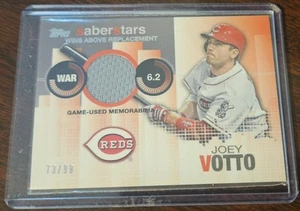 Topps SaberStars
WINS ABOVE REPLACEMENT
WAR
6.2
GAME-USED MEMORABILIA
REDS
JOEY
VOTTO